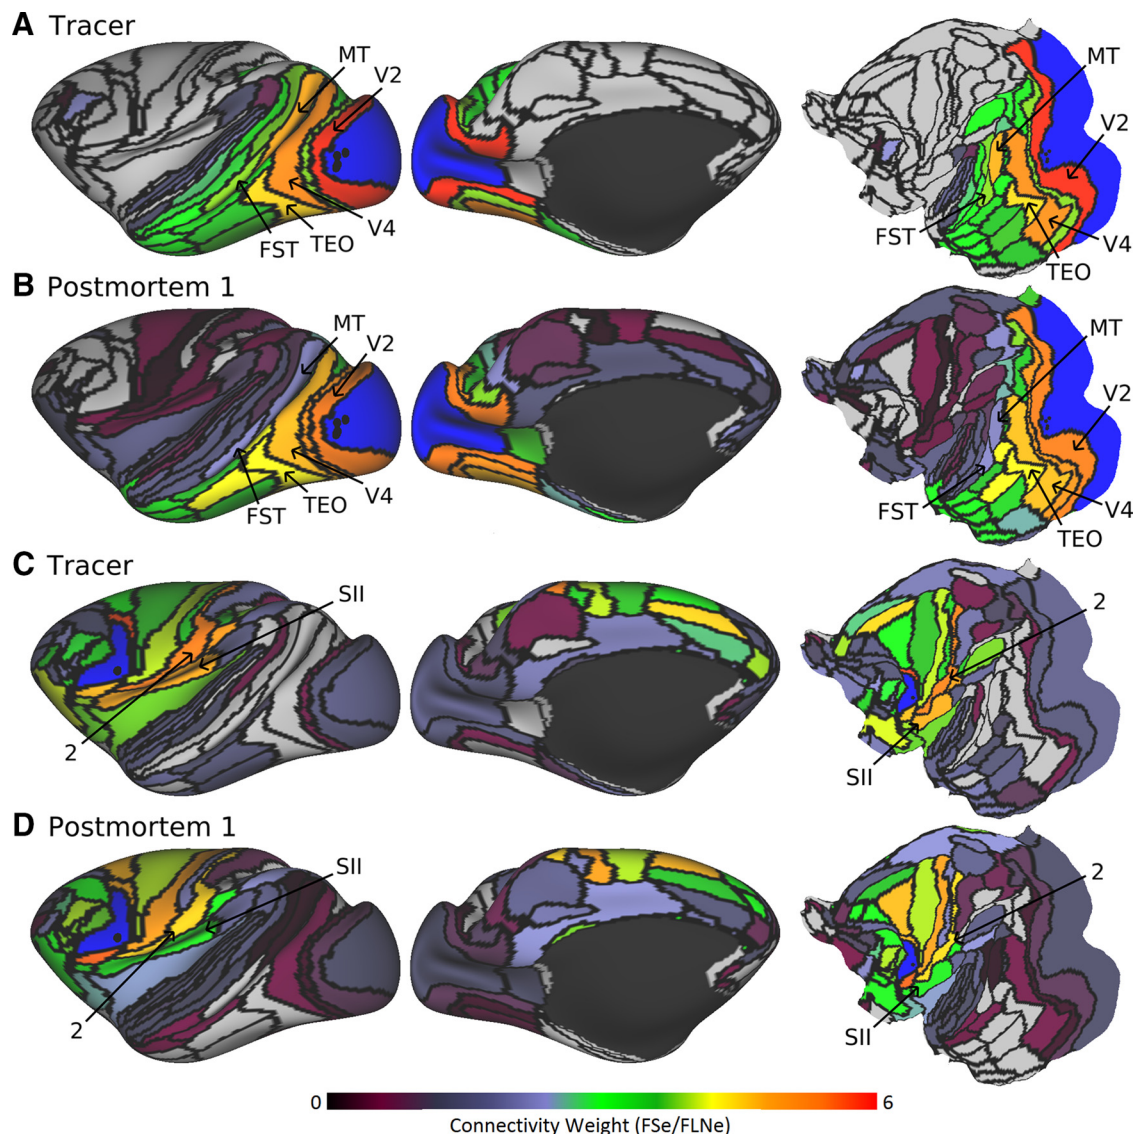 A Tracer
MT
V2
FST
TEO
V4
MT
V2
FST
V4
TEO
B Postmortem 1
MT
V2
FST
TEO
V4
MT
V2
FST
V4
TEO
C Tracer
SII
2
2
SII
D Postmortem 1
SII
2
2
SII
0
6
Connectivity Weight (FSe/FLNe)